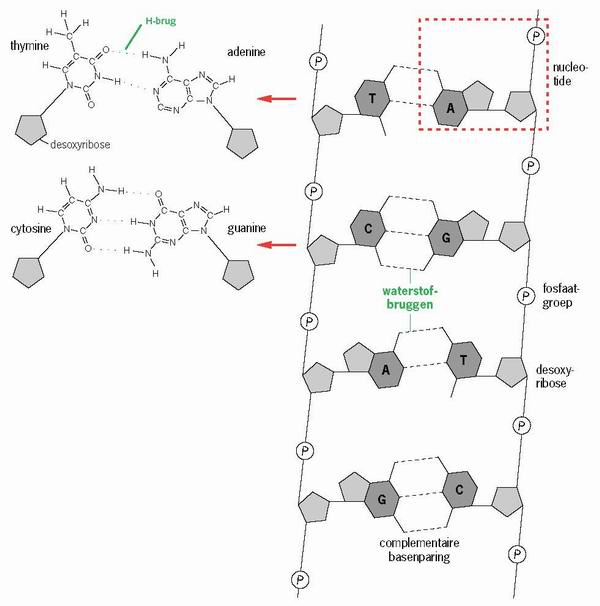 H-brug
thymine
adenine
desoxyribose
cytosine
guanine
H
H
C
H
H
N
O
H
N
H
N
O
H
N
N
N
N
N
H
H
H
N
H
H
N
N
O
O
H
N
N
N
H
N
H
N
H
P
P
nucleo-
tide
T
A
P
P
C
G
waterstof-
bruggen
P
fosfaat-
groep
P
A
T
desoxy-
ribose
P
P
G
C
complementaire
basenparing
P
P